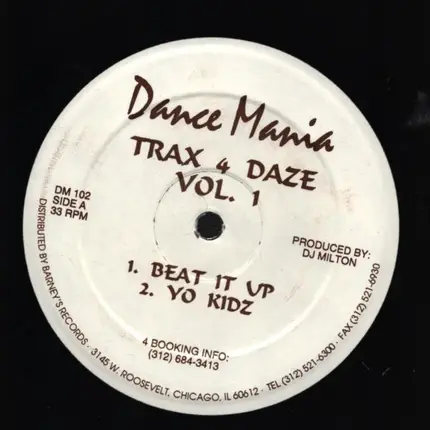 Dance Mania
TRAX 4 DAZE
VOL. 1
DM 102
SIDE A
33 RPM
PRODUCED BY:
DJ MILTON
1. BEAT IT UP
2. YO KIDZ
4 BOOKING INFO:
(312) 684-3413
DISTRIBUTED BY BARNEY'S RECORDS · 3145 W. ROOSEVELT, CHICAGO, IL 60612 · TEL (312) 521-6300 · FAX (312) 521-6930